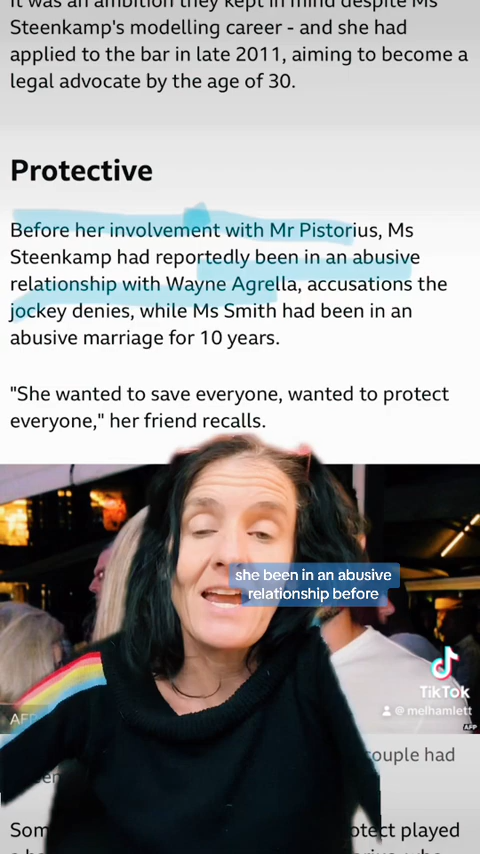 It was an ambition they kept in mind despite Ms
Steenkamp's modelling career - and she had
applied to the bar in late 2011, aiming to become a
legal advocate by the age of 30.
Protective
Before her involvement with Mr Pistorius, Ms
Steenkamp had reportedly been in an abusive
relationship with Wayne Agrella, accusations the
jockey denies, while Ms Smith had been in an
abusive marriage for 10 years.
"She wanted to save everyone, wanted to protect
everyone," her friend recalls.
she been in an abusive
relationship before
TikTok
@melhamlett
AFP
AFP
couple had
Som
otect played